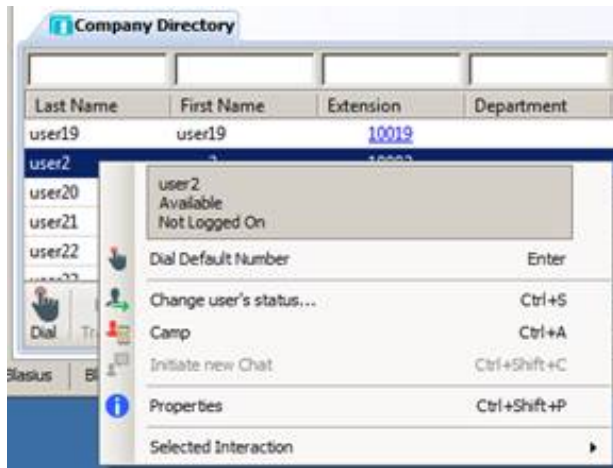 Company Directory
Last Name First Name Extension Department
user19 user19 10019
user2
user20
user21
user22
user2
Available
Not Logged On
Dial Default Number Enter
Change user's status... Ctrl+S
Camp Ctrl+A
Initiate new Chat Ctrl+Shift+C
Properties Ctrl+Shift+P
Selected Interaction
Dial